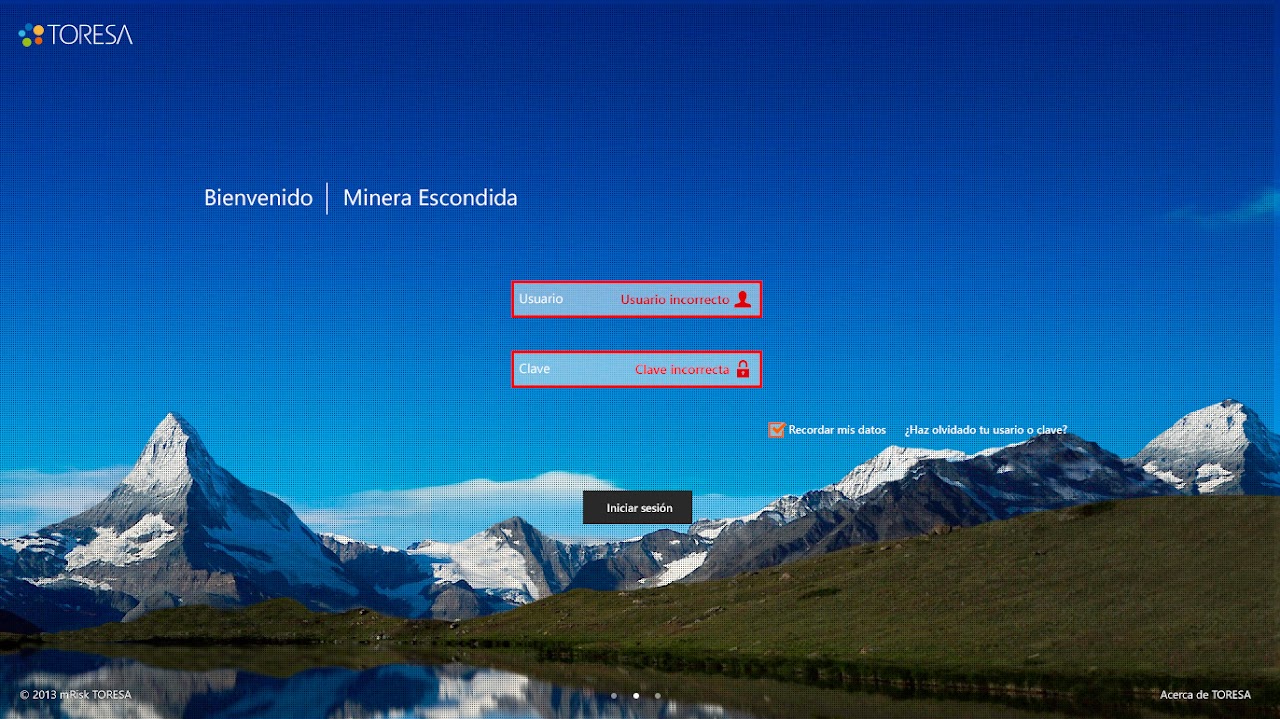 TORESA
Bienvenido | Minera Escondida
Usuario Usuario incorrecto
Clave Clave incorrecta
Recordar mis datos ¿Haz olvidado tu usario o clave?
Iniciar sesión
© 2013 mRisk TORESA Acerca de TORESA